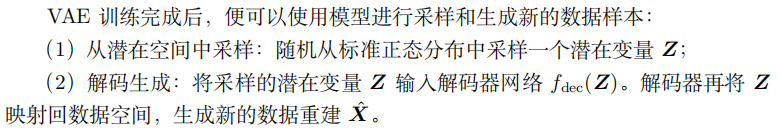 VAE 训练完成后，便可以使用模型进行采样和生成新的数据样本：
（1）从潜在空间中采样：随机从标准正态分布中采样一个潜在变量 Z；
（2）解码生成：将采样的潜在变量 Z 输入解码器网络 f_dec(Z)。解码器再将 Z
映射回数据空间，生成新的数据重建 X̂。